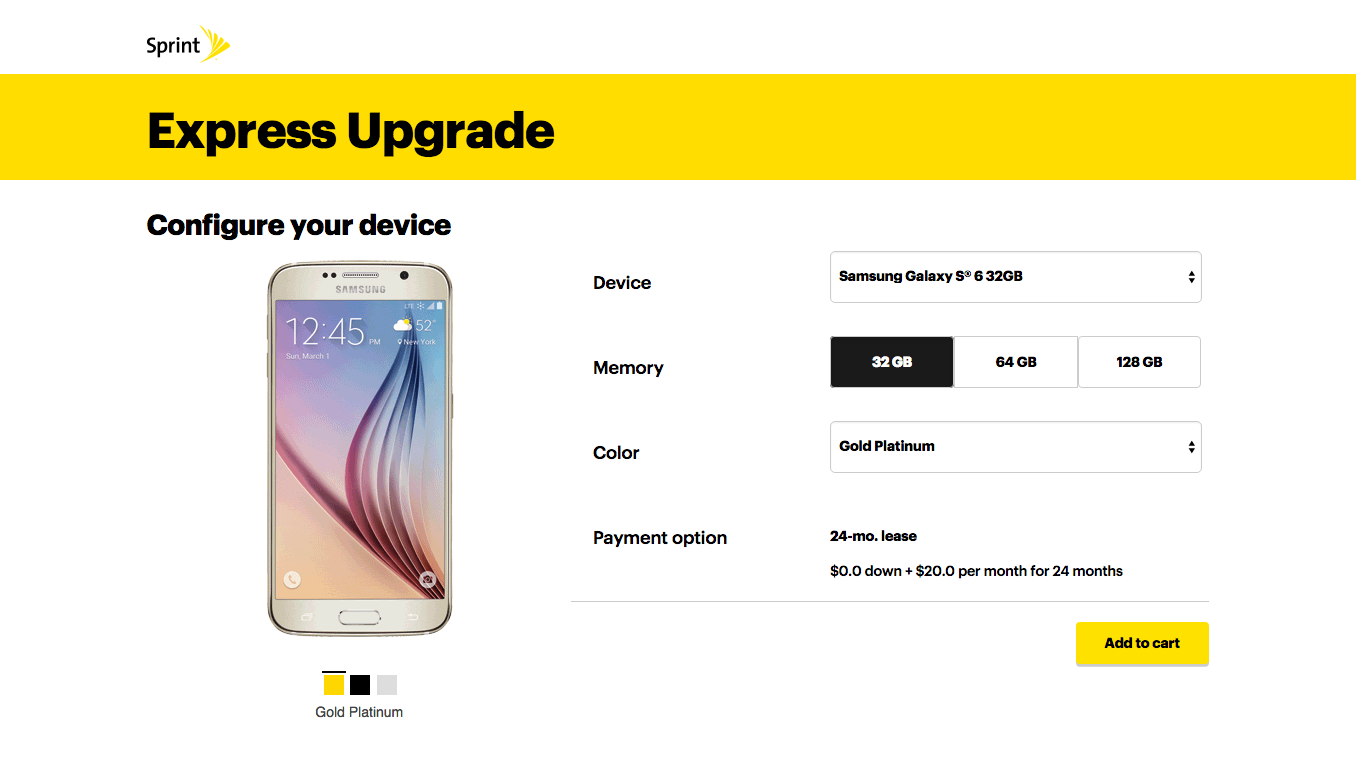 Sprint
Express Upgrade
Configure your device
SAMSUNG
LTE
12:45 PM
52°
New York
Sun, March 1
Gold Platinum
Device
Samsung Galaxy S® 6 32GB
Memory
32 GB 64 GB 128 GB
Color
Gold Platinum
Payment option
24-mo. lease
$0.0 down + $20.0 per month for 24 months
Add to cart